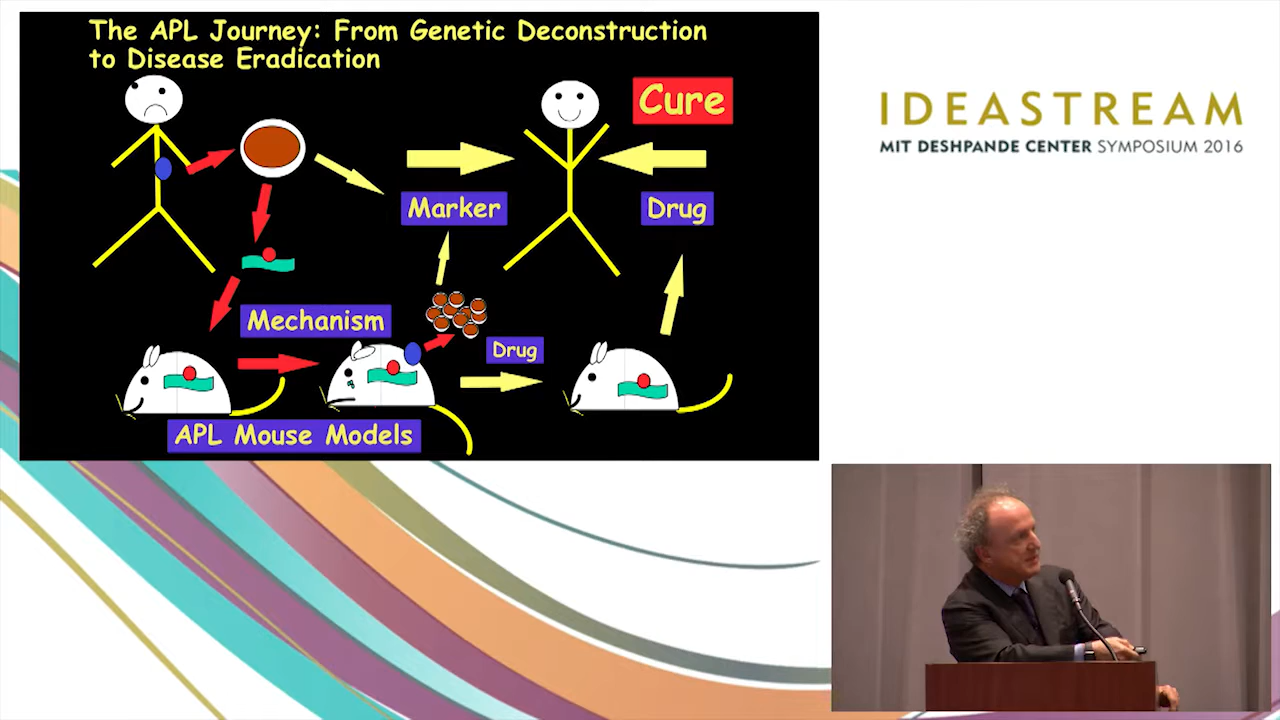 The APL Journey: From Genetic Deconstruction
to Disease Eradication
Cure
Marker
Drug
Mechanism
Drug
APL Mouse Models
IDEASTREAM
MIT DESHPANDE CENTER SYMPOSIUM 2016